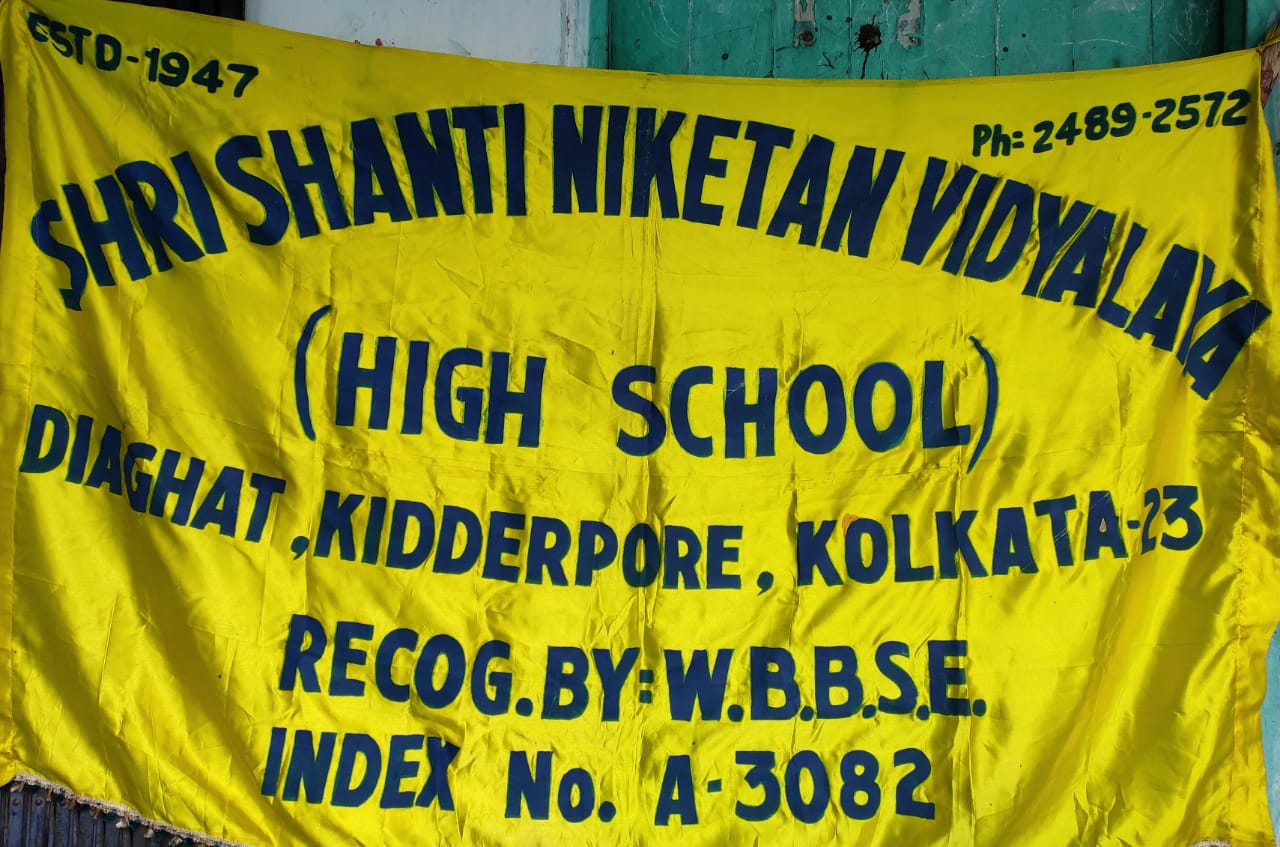 ESTD-1947
Ph= 2489-2572
SHRI SHANTI NIKETAN VIDYALAYA
(HIGH SCHOOL)
DIAGHAT, KIDDERPORE, KOLKATA-23
RECOG.BY:W.B.B.S.E.
INDEX No. A-3082